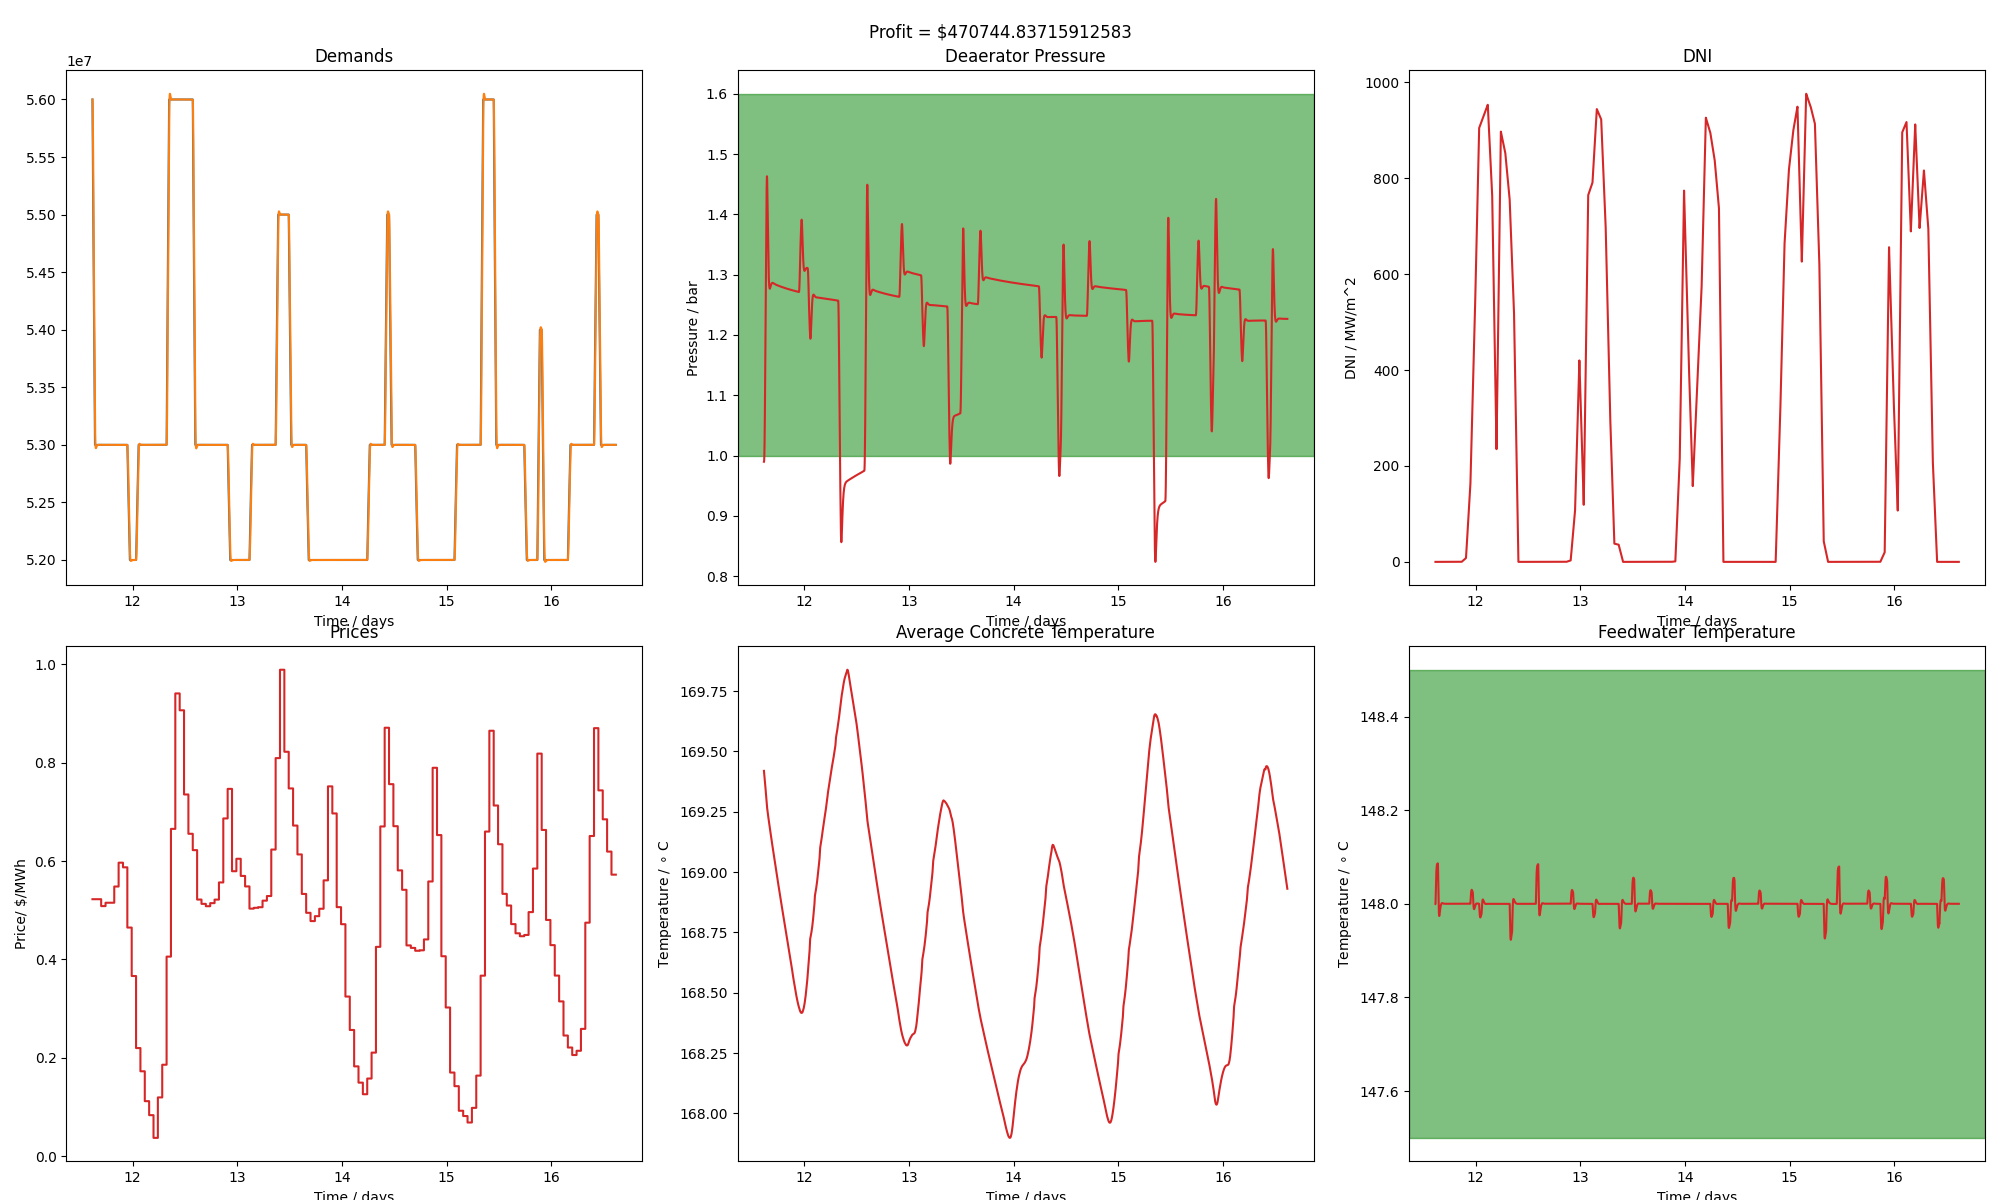 Profit = $470744.83715912583
Demands
1e7
5.60
5.55
5.50
5.45
5.40
5.35
5.30
5.25
5.20
12 13 14 15 16
Time / days
Deaerator Pressure
Pressure / bar
1.6
1.5
1.4
1.3
1.2
1.1
1.0
0.9
0.8
12 13 14 15 16
Time / days
DNI
DNI / MW/m^2
1000
800
600
400
200
0
12 13 14 15 16
Time / days
Prices
Price/ $/MWh
1.0
0.8
0.6
0.4
0.2
0.0
12 13 14 15 16
Time / days
Average Concrete Temperature
Temperature / ∘ C
169.75
169.50
169.25
169.00
168.75
168.50
168.25
168.00
12 13 14 15 16
Time / days
Feedwater Temperature
Temperature / ∘ C
148.4
148.2
148.0
147.8
147.6
12 13 14 15 16
Time / days